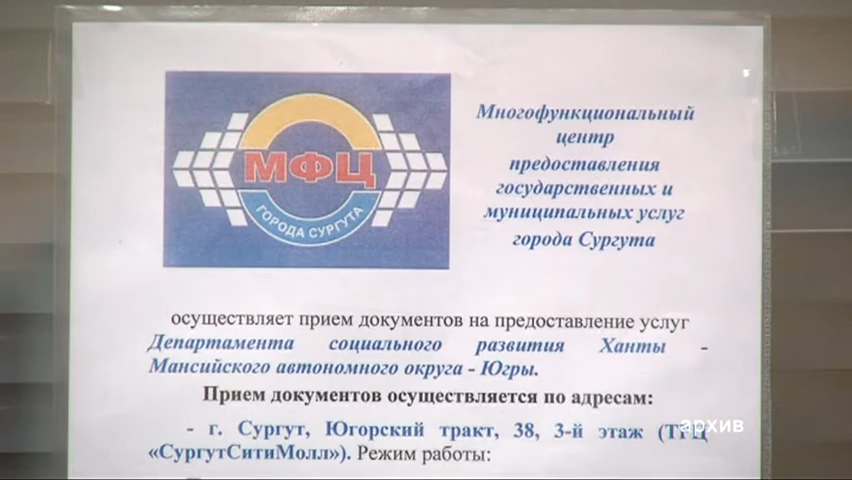 МФЦ
ГОРОДА СУРГУТА
Многофункциональный
центр
предоставления
государственных и
муниципальных услуг
города Сургута
осуществляет прием документов на предоставление услуг
Департамента социального развития Ханты -
Мансийского автономного округа - Югры.
Прием документов осуществляется по адресам:
- г. Сургут, Югорский тракт, 38, 3-й этаж (ТРЦ
«СургутСитиМолл»). Режим работы:
архив